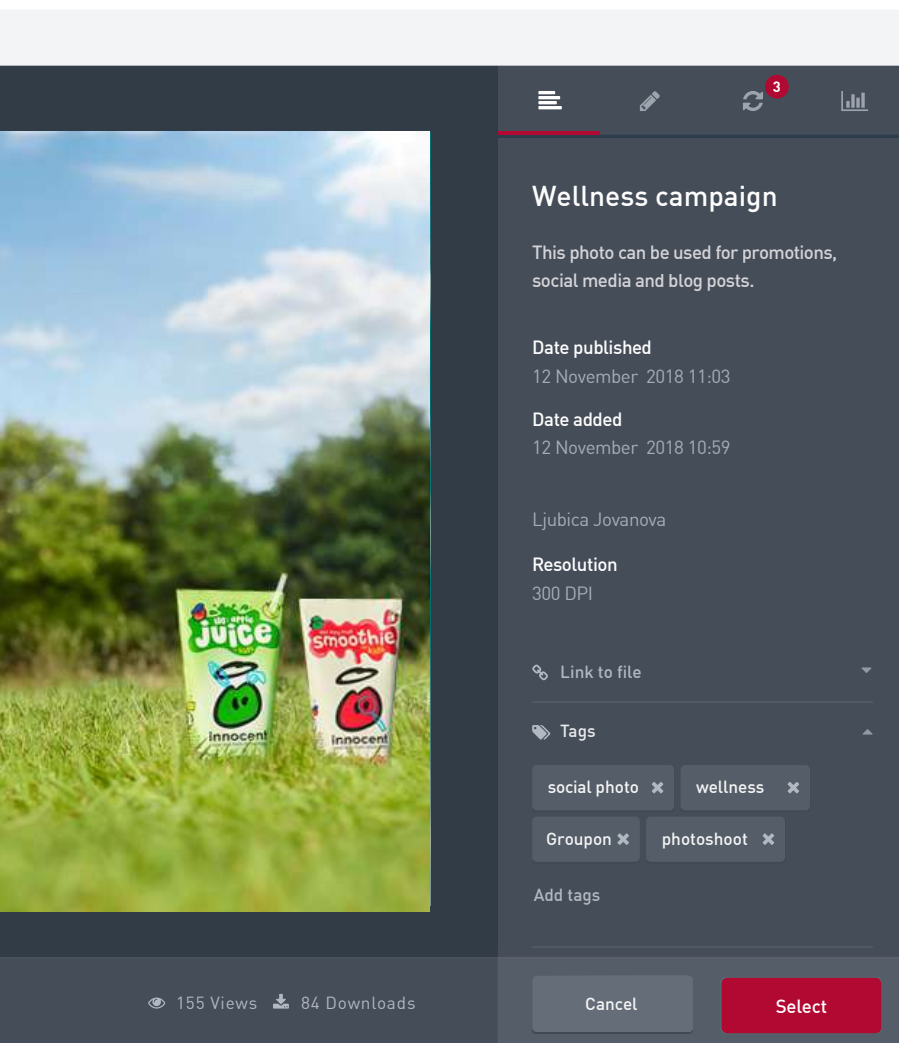 3
Wellness campaign
This photo can be used for promotions,
social media and blog posts.
Date published
12 November 2018 11:03
Date added
12 November 2018 10:59
Ljubica Jovanova
Resolution
300 DPI
Link to file
Tags
social photo
wellness
Groupon
photoshoot
Add tags
juice
smoothie
innocent
innocent
155 Views
84 Downloads
Cancel
Select